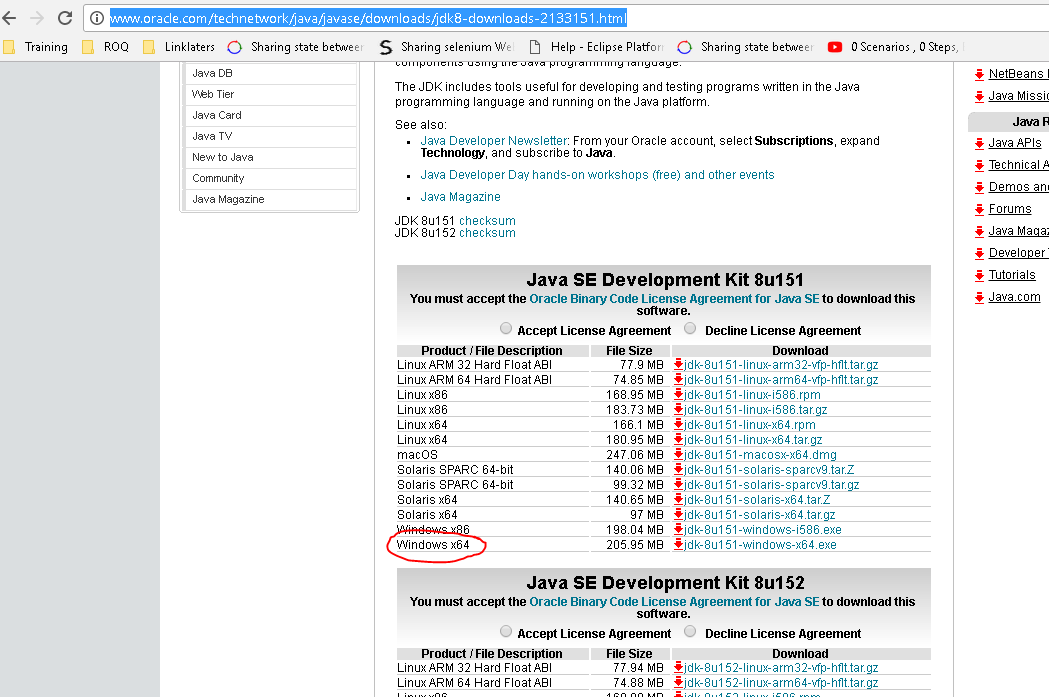 www.oracle.com/technetwork/java/javase/downloads/jdk8-downloads-2133151.html
Training ROQ Linklaters Sharing state betweer Sharing selenium We Help - Eclipse Platfor Sharing state betweer 0 Scenarios , 0 Steps,
Java DB
Web Tier
Java Card
Java TV
New to Java
Community
Java Magazine
components using the Java programming language.
The JDK includes tools useful for developing and testing programs written in the Java
programming language and running on the Java platform.
See also:
Java Developer Newsletter: From your Oracle account, select Subscriptions, expand
Technology, and subscribe to Java.
Java Developer Day hands-on workshops (free) and other events
Java Magazine
JDK 8u151 checksum
JDK 8u152 checksum
Java SE Development Kit 8u151
You must accept the Oracle Binary Code License Agreement for Java SE to download this
software.
Accept License Agreement Decline License Agreement
Product / File Description File Size Download
Linux ARM 32 Hard Float ABI 77.9 MB jdk-8u151-linux-arm32-vfp-hflt.tar.gz
Linux ARM 64 Hard Float ABI 74.85 MB jdk-8u151-linux-arm64-vfp-hflt.tar.gz
Linux x86 168.95 MB jdk-8u151-linux-i586.rpm
Linux x86 183.73 MB jdk-8u151-linux-i586.tar.gz
Linux x64 166.1 MB jdk-8u151-linux-x64.rpm
Linux x64 180.95 MB jdk-8u151-linux-x64.tar.gz
macOS 247.06 MB jdk-8u151-macosx-x64.dmg
Solaris SPARC 64-bit 140.06 MB jdk-8u151-solaris-sparcv9.tar.Z
Solaris SPARC 64-bit 99.32 MB jdk-8u151-solaris-sparcv9.tar.gz
Solaris x64 140.65 MB jdk-8u151-solaris-x64.tar.Z
Solaris x64 97 MB jdk-8u151-solaris-x64.tar.gz
Windows x86 198.04 MB jdk-8u151-windows-i586.exe
Windows x64 205.95 MB jdk-8u151-windows-x64.exe
Java SE Development Kit 8u152
You must accept the Oracle Binary Code License Agreement for Java SE to download this
software.
Accept License Agreement Decline License Agreement
Product / File Description File Size Download
Linux ARM 32 Hard Float ABI 77.94 MB jdk-8u152-linux-arm32-vfp-hflt.tar.gz
Linux ARM 64 Hard Float ABI 74.88 MB jdk-8u152-linux-arm64-vfp-hflt.tar.gz
NetBeans
Java Missio
Java R
Java APIs
Technical A
Demos and
Forums
Java Magaz
Developer
Tutorials
Java.com